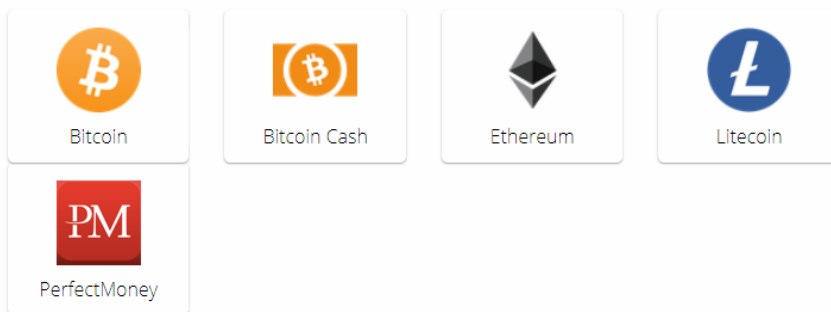 Bitcoin
Bitcoin Cash
Ethereum
Litecoin
PM
PerfectMoney